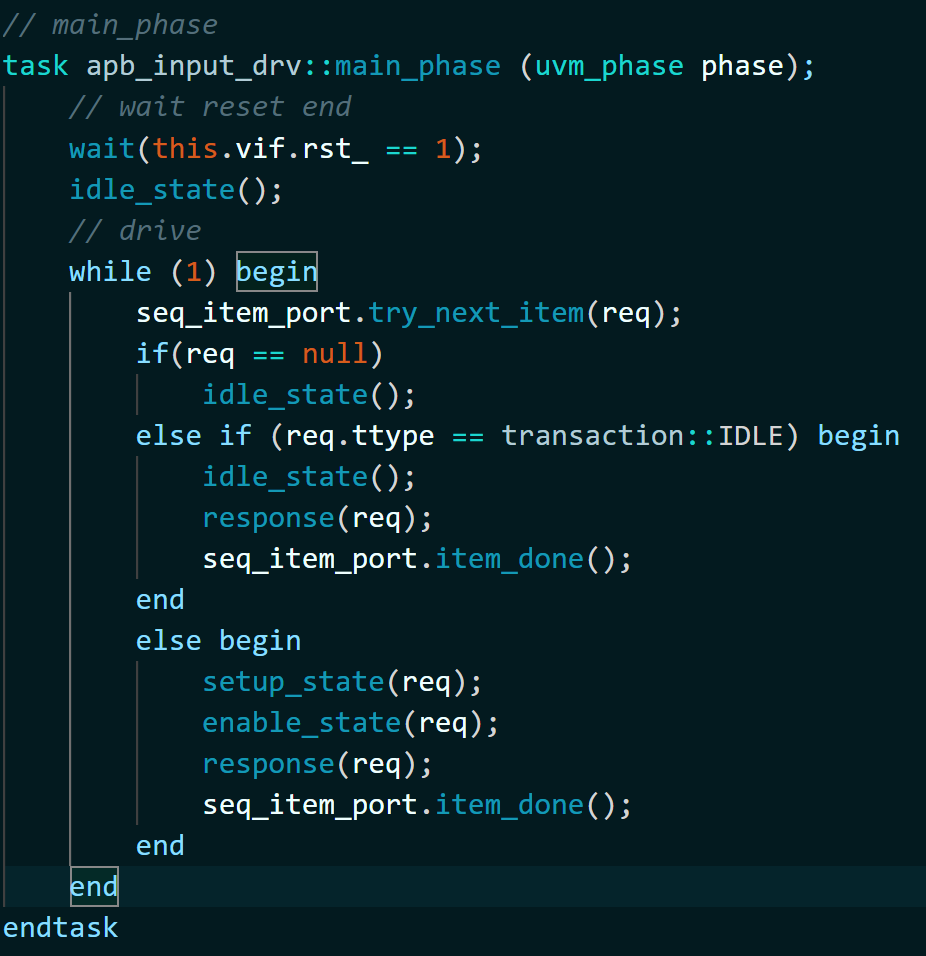 // main_phase
task apb_input_drv::main_phase (uvm_phase phase);
    // wait reset end
    wait(this.vif.rst_ == 1);
    idle_state();
    // drive
    while (1) begin
        seq_item_port.try_next_item(req);
        if(req == null)
            idle_state();
        else if (req.ttype == transaction::IDLE) begin
            idle_state();
            response(req);
            seq_item_port.item_done();
        end
        else begin
            setup_state(req);
            enable_state(req);
            response(req);
            seq_item_port.item_done();
        end
    end
endtask